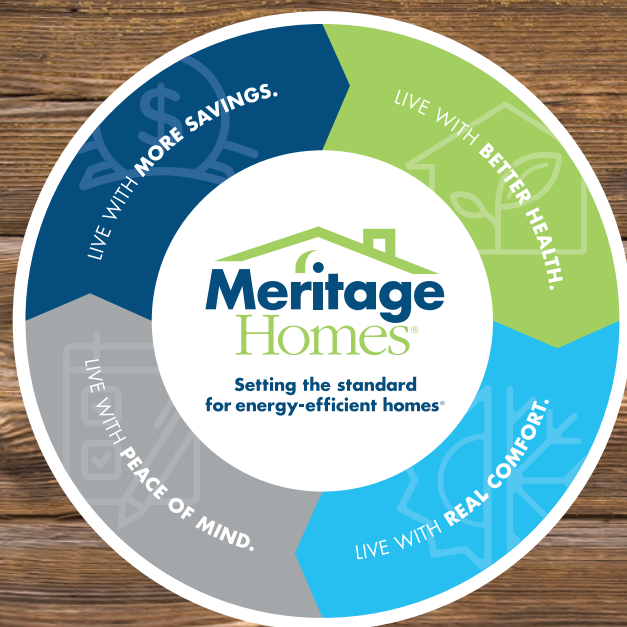 LIVE WITH MORE SAVINGS.
LIVE WITH BETTER HEALTH.
Meritage
Homes®
Setting the standard
for energy-efficient homes®
LIVE WITH PEACE OF MIND.
LIVE WITH REAL COMFORT.